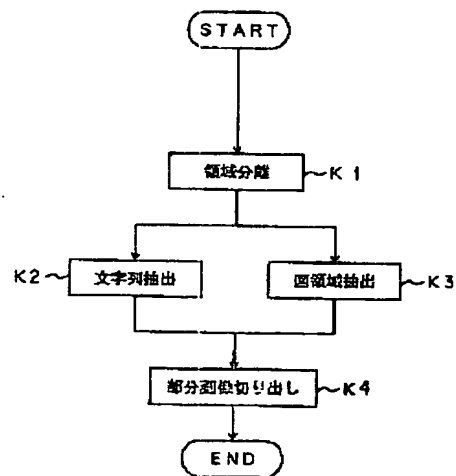 START
領域分離
K1
K2
文字列抽出
図領域抽出
K3
部分画像切り出し
K4
END